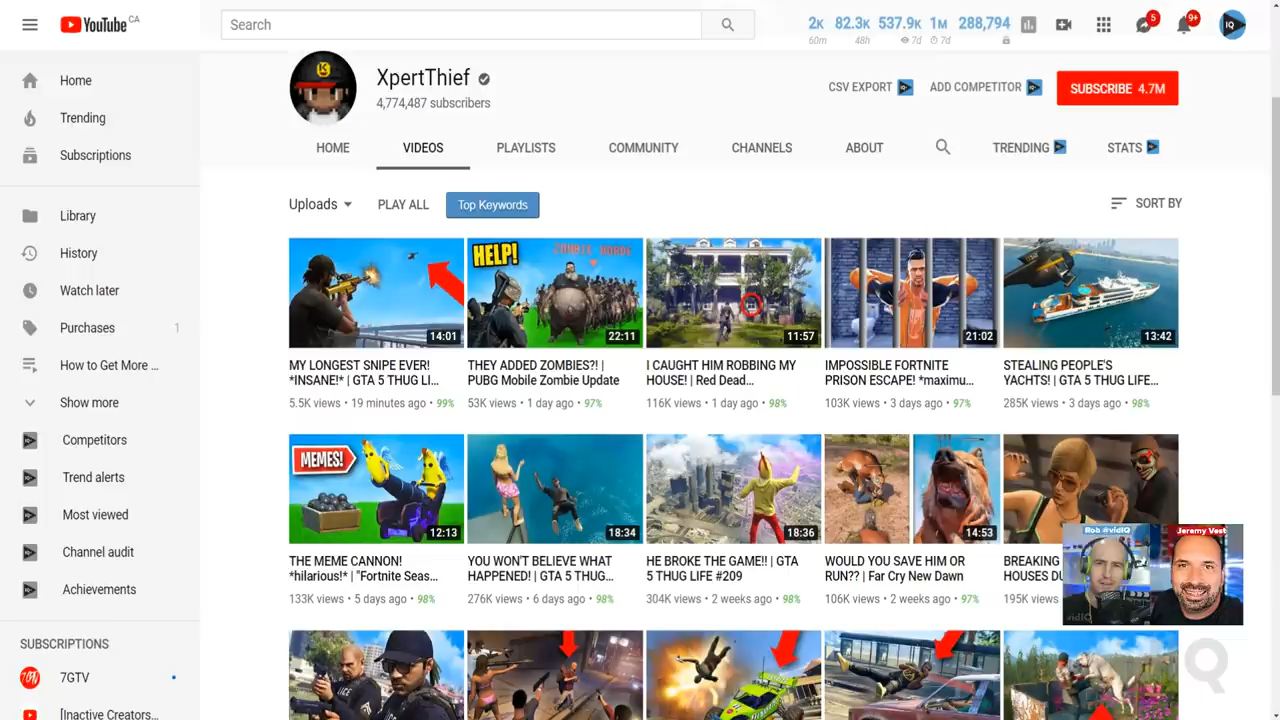 YouTube CA
Search
2K 82.3K 537.9K 1M 288,794
60m 48h 7d 7d
5
9+
IQ
Home
Trending
Subscriptions
Library
History
Watch later
Purchases 1
How to Get More ...
Show more
Competitors
Trend alerts
Most viewed
Channel audit
Achievements
SUBSCRIPTIONS
7GTV
[Inactive Creators...
XpertThief
4,774,487 subscribers
CSV EXPORT
ADD COMPETITOR
SUBSCRIBE 4.7M
HOME
VIDEOS
PLAYLISTS
COMMUNITY
CHANNELS
ABOUT
TRENDING
STATS
Uploads
PLAY ALL
Top Keywords
SORT BY
14:01
MY LONGEST SNIPE EVER!
*INSANE!* | GTA 5 THUG LI...
5.5K views • 19 minutes ago • 99%
HELP!
ZOMBIE HORDE
22:11
THEY ADDED ZOMBIES?! |
PUBG Mobile Zombie Update
53K views • 1 day ago • 97%
11:57
I CAUGHT HIM ROBBING MY
HOUSE! | Red Dead...
116K views • 1 day ago • 98%
21:02
IMPOSSIBLE FORTNITE
PRISON ESCAPE! *maximu...
103K views • 3 days ago • 97%
13:42
STEALING PEOPLE'S
YACHTS! | GTA 5 THUG LIFE...
285K views • 3 days ago • 98%
MEMES!
12:13
THE MEME CANNON!
*hilarious!* | "Fortnite Seas...
133K views • 5 days ago • 98%
18:34
YOU WON'T BELIEVE WHAT
HAPPENED! | GTA 5 THUG...
276K views • 6 days ago • 98%
18:36
HE BROKE THE GAME!! | GTA
5 THUG LIFE #209
304K views • 2 weeks ago • 98%
14:53
WOULD YOU SAVE HIM OR
RUN?? | Far Cry New Dawn
106K views • 2 weeks ago • 97%
BREAKING
HOUSES DU
195K views
Rob @vidIQ
Jeremy Vest
vidIQ
POLICE